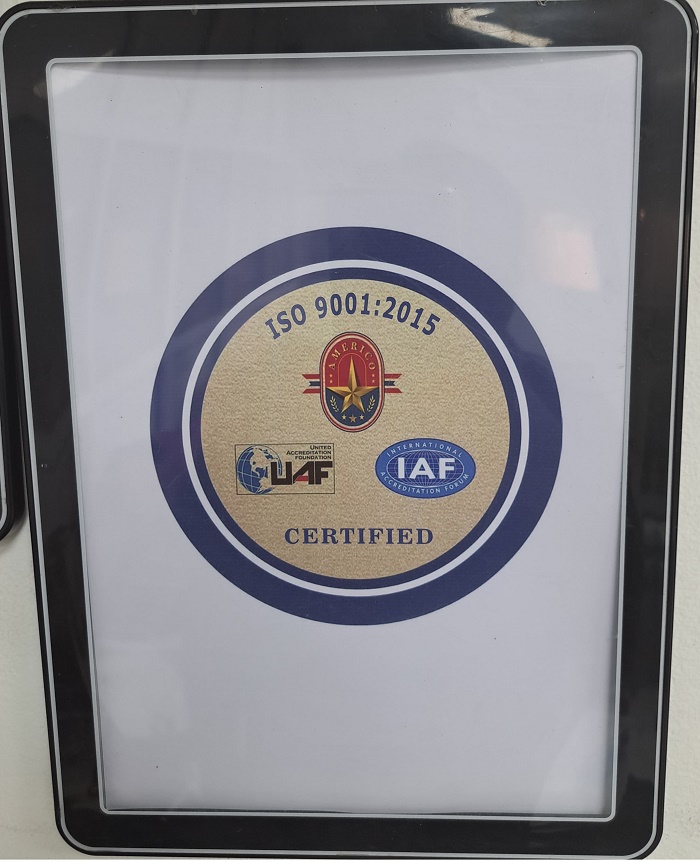 ISO 9001:2015
AMERICO
UNITED
ACCREDITATION
FOUNDATION
UAF
INTERNATIONAL
IAF
ACCREDITATION FORUM
CERTIFIED